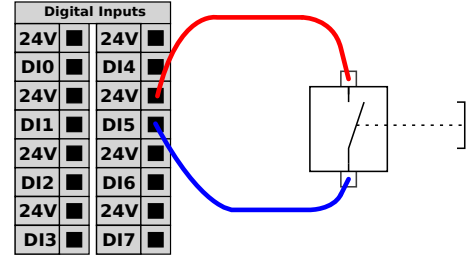 Digital Inputs
24V 24V
DI0 DI4
24V 24V
DI1 DI5
24V 24V
DI2 DI6
24V 24V
DI3 DI7